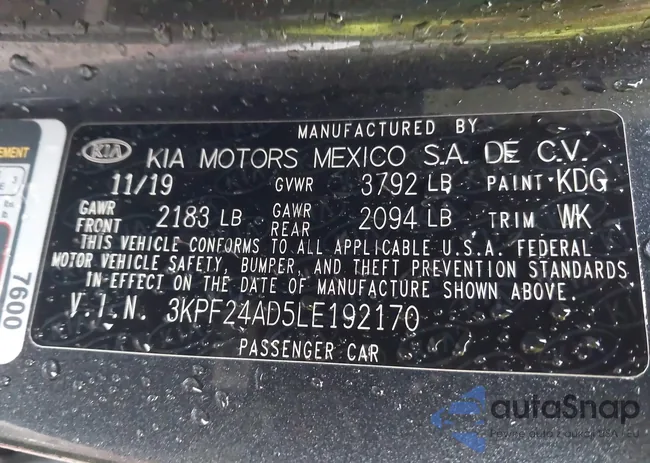 MANUFACTURED BY
KIA KIA MOTORS MEXICO S.A. DE C.V.
11/19 GVWR 3792 LB PAINT KDG
GAWR FRONT 2183 LB GAWR REAR 2094 LB TRIM WK
THIS VEHICLE CONFORMS TO ALL APPLICABLE U.S.A. FEDERAL
MOTOR VEHICLE SAFETY, BUMPER, AND THEFT PREVENTION STANDARDS
IN EFFECT ON THE DATE OF MANUFACTURE SHOWN ABOVE.
V.I.N. 3KPF24AD5LE192170
PASSENGER CAR
EMENT
7600
autoSnap